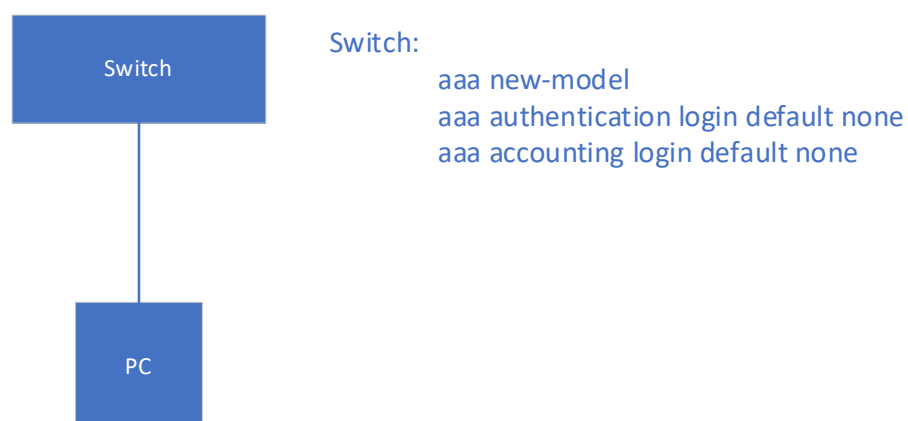 Switch
Switch:
aaa new-model
aaa authentication login default none
aaa accounting login default none
PC